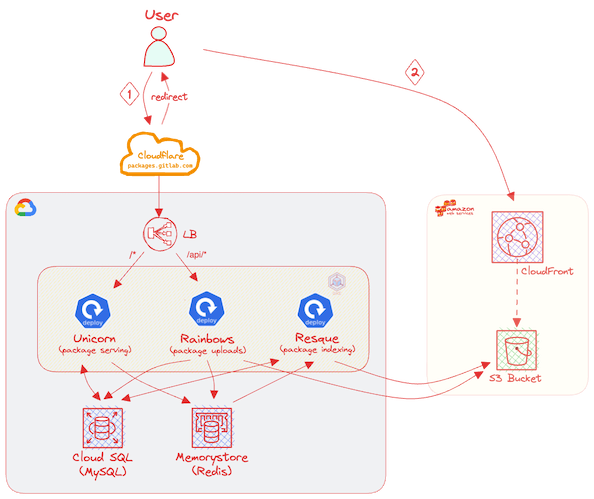 User
1
redirect
2
Cloudflare
packages.gitlab.com
LB
/*
/api/*
deploy
deploy
deploy
Unicorn
(package serving)
Rainbows
(package uploads)
Resque
(package indexing)
Cloud SQL
(MySQL)
Memorystore
(Redis)
amazon
web services
CloudFront
S3 Bucket